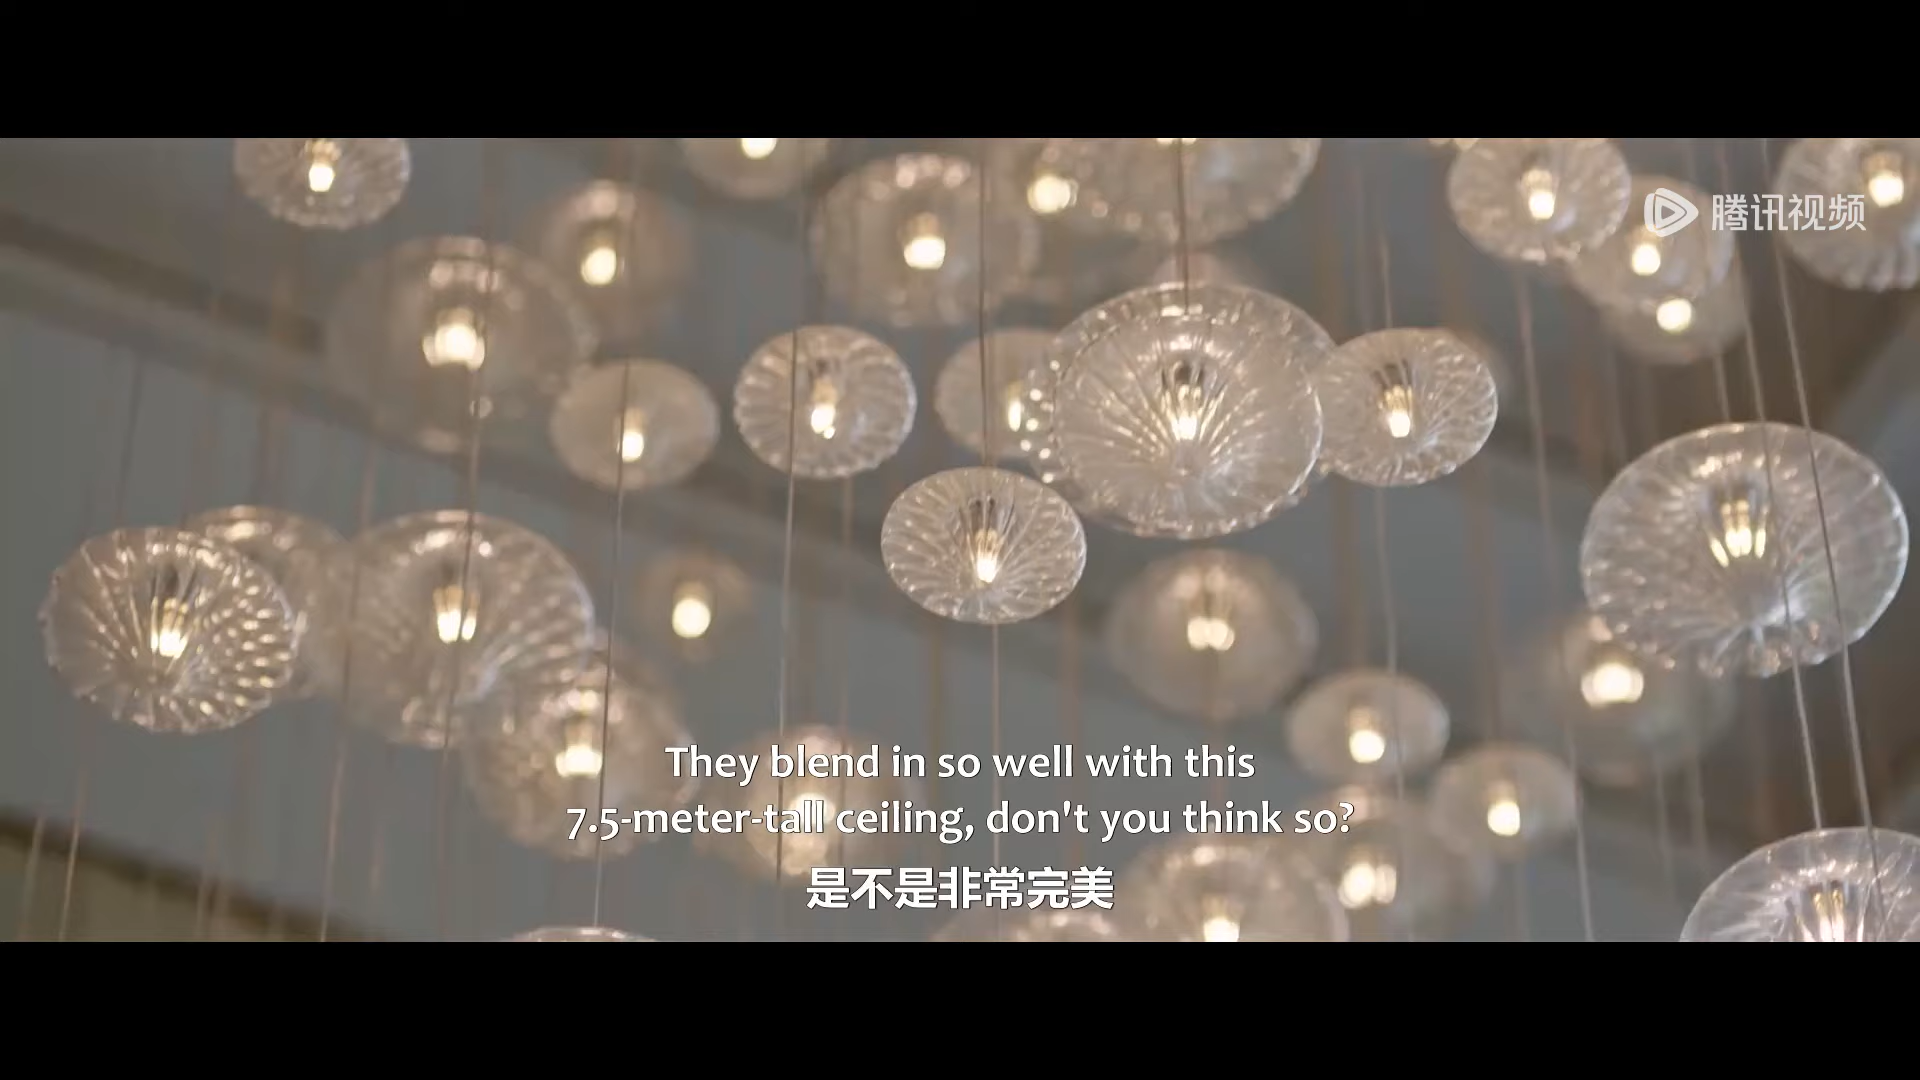 腾讯视频
They blend in so well with this
7.5-meter-tall ceiling, don't you think so?
是不是非常完美